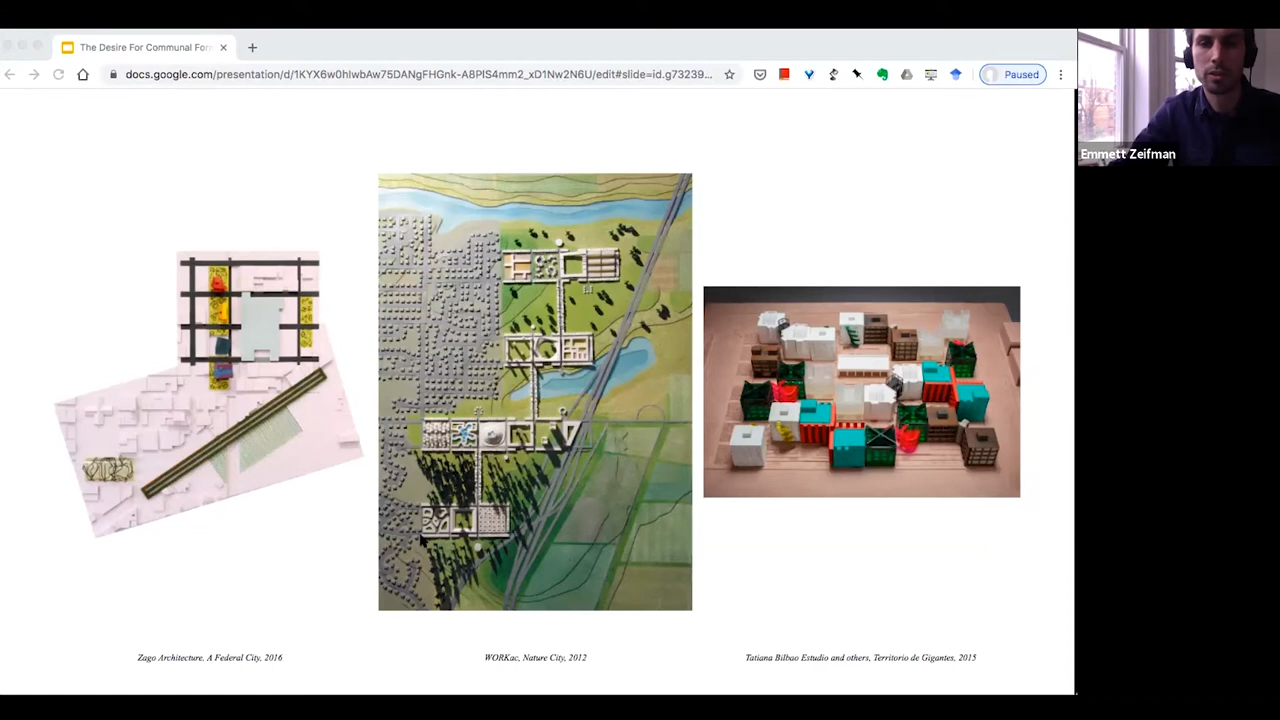 The Desire For Communal For
docs.google.com/presentation/d/1KYX6w0hIwbAw75DANgFHGnk-A8PlS4mm2_xD1Nw2N6U/edit#slide=id.g73239...
Paused
Emmett Zeifman
Zago Architecture, A Federal City, 2016
WORKac, Nature City, 2012
Tatiana Bilbao Estudio and others, Territorio de Gigantes, 2015